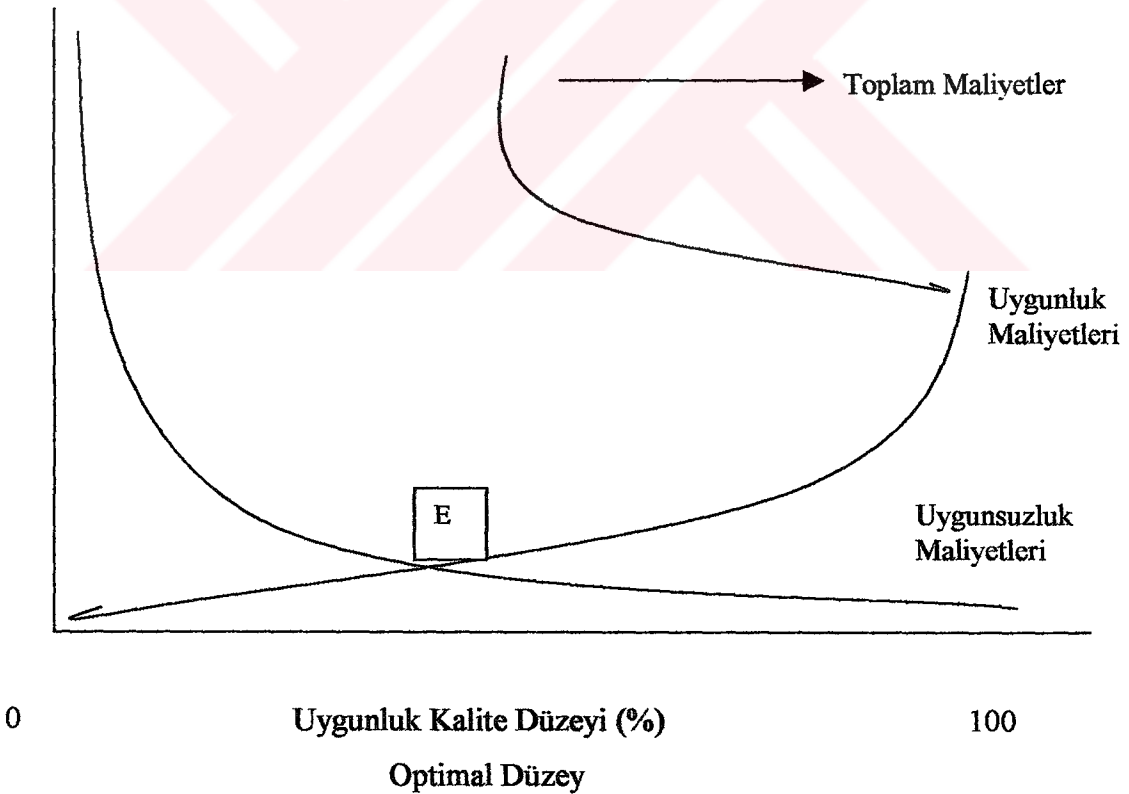 Toplam Maliyetler
Uygunluk
Maliyetleri
E
Uygunsuzluk
Maliyetleri
0 Uygunluk Kalite Düzeyi (%) 100
Optimal Düzey